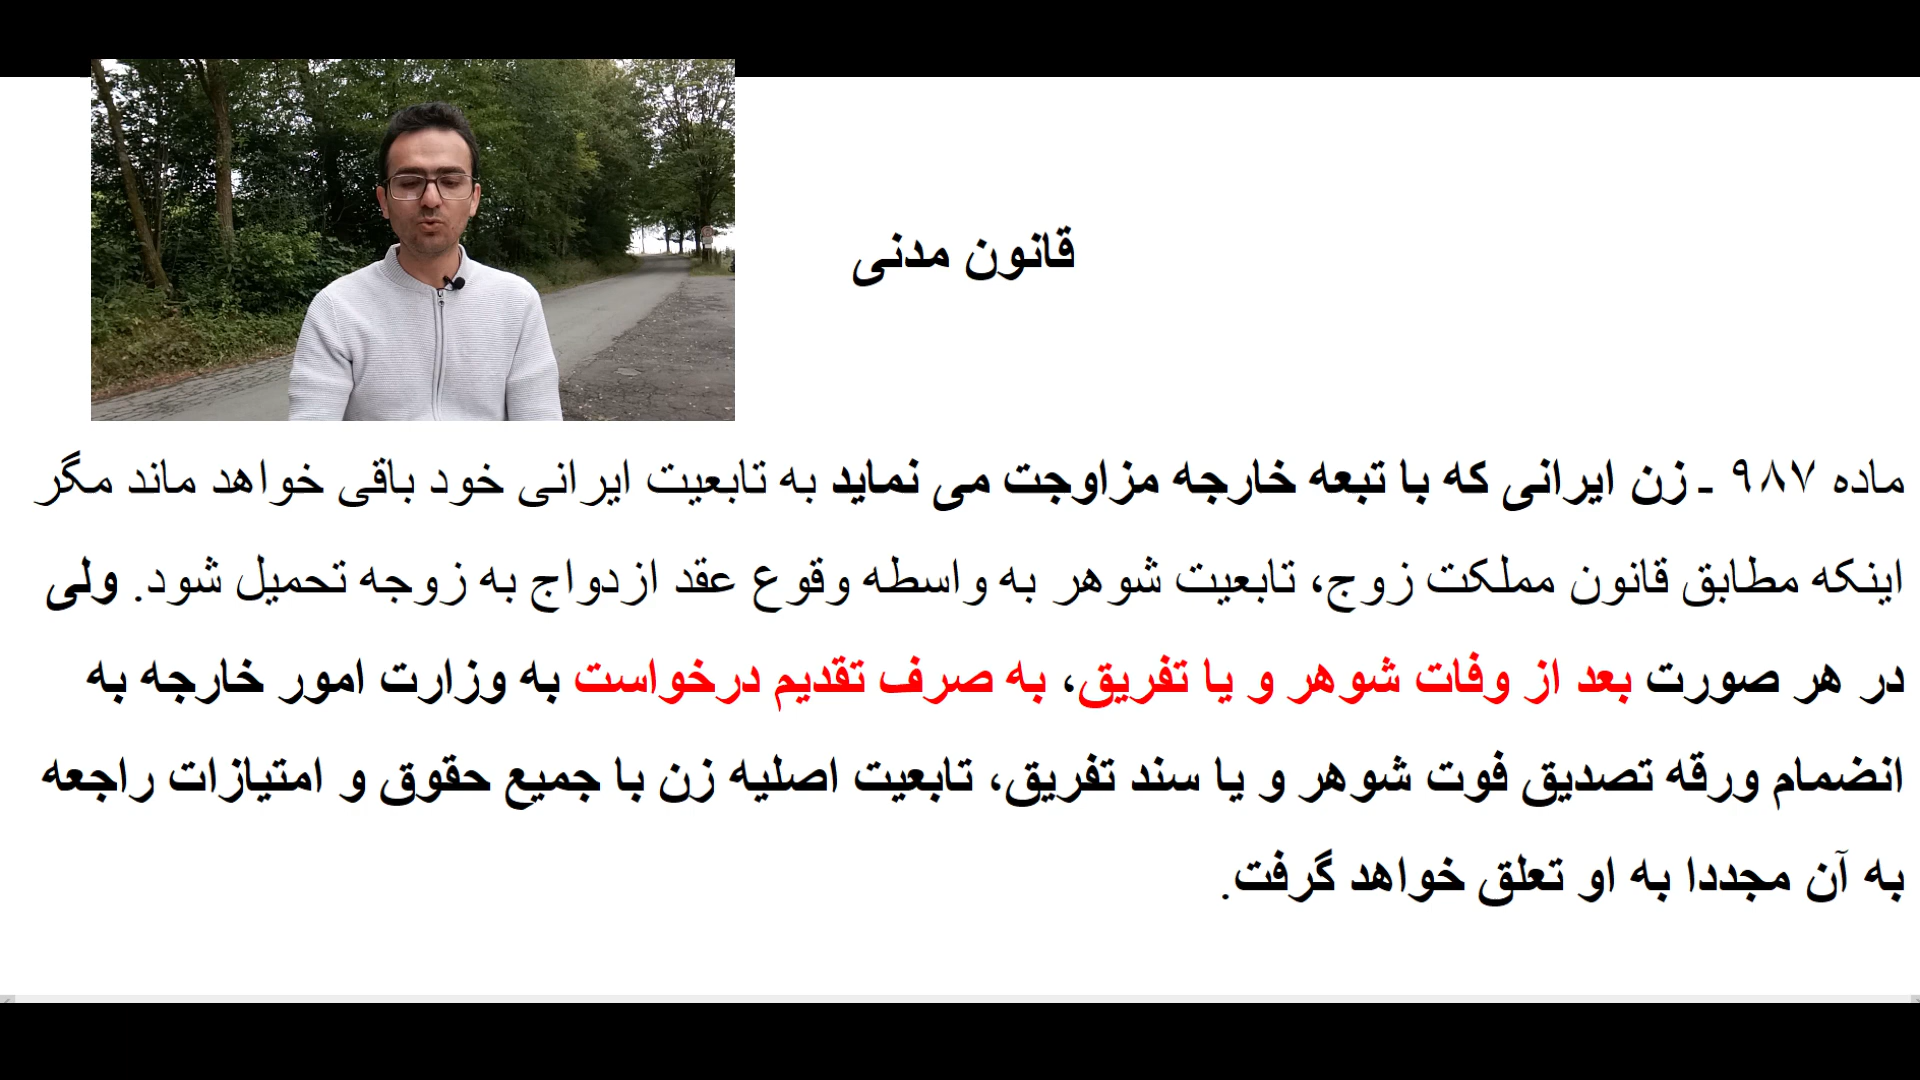 قانون مدنی
ماده ۹۸۷ ـ زن ایرانی که با تبعه خارجه مزاوجت می نماید به تابعیت ایرانی خود باقی خواهد ماند مگر
اینکه مطابق قانون مملکت زوج، تابعیت شوهر به واسطه وقوع عقد ازدواج به زوجه تحمیل شود. ولی
در هر صورت بعد از وفات شوهر و یا تفریق، به صرف تقدیم درخواست به وزارت امور خارجه به
انضمام ورقه تصدیق فوت شوهر و یا سند تفریق، تابعیت اصلیه زن با جمیع حقوق و امتیازات راجعه
به آن مجددا به او تعلق خواهد گرفت.